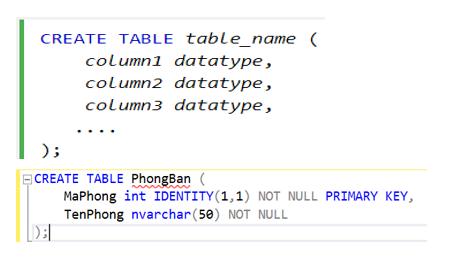 CREATE TABLE table_name (
column1 datatype,
column2 datatype,
column3 datatype,
....
);
CREATE TABLE PhongBan (
MaPhong int IDENTITY(1,1) NOT NULL PRIMARY KEY,
TenPhong nvarchar(50) NOT NULL
);